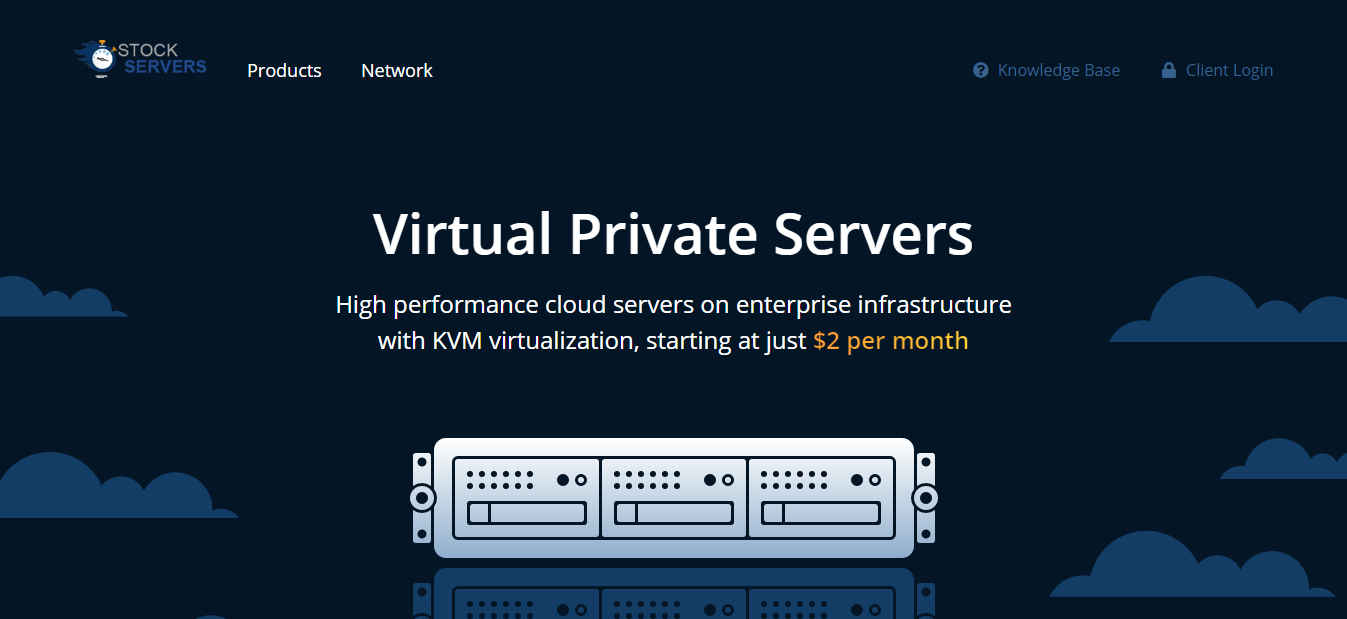 STOCK
SERVERS
Products
Network
Knowledge Base
Client Login
Virtual Private Servers
High performance cloud servers on enterprise infrastructure
with KVM virtualization, starting at just $2 per month